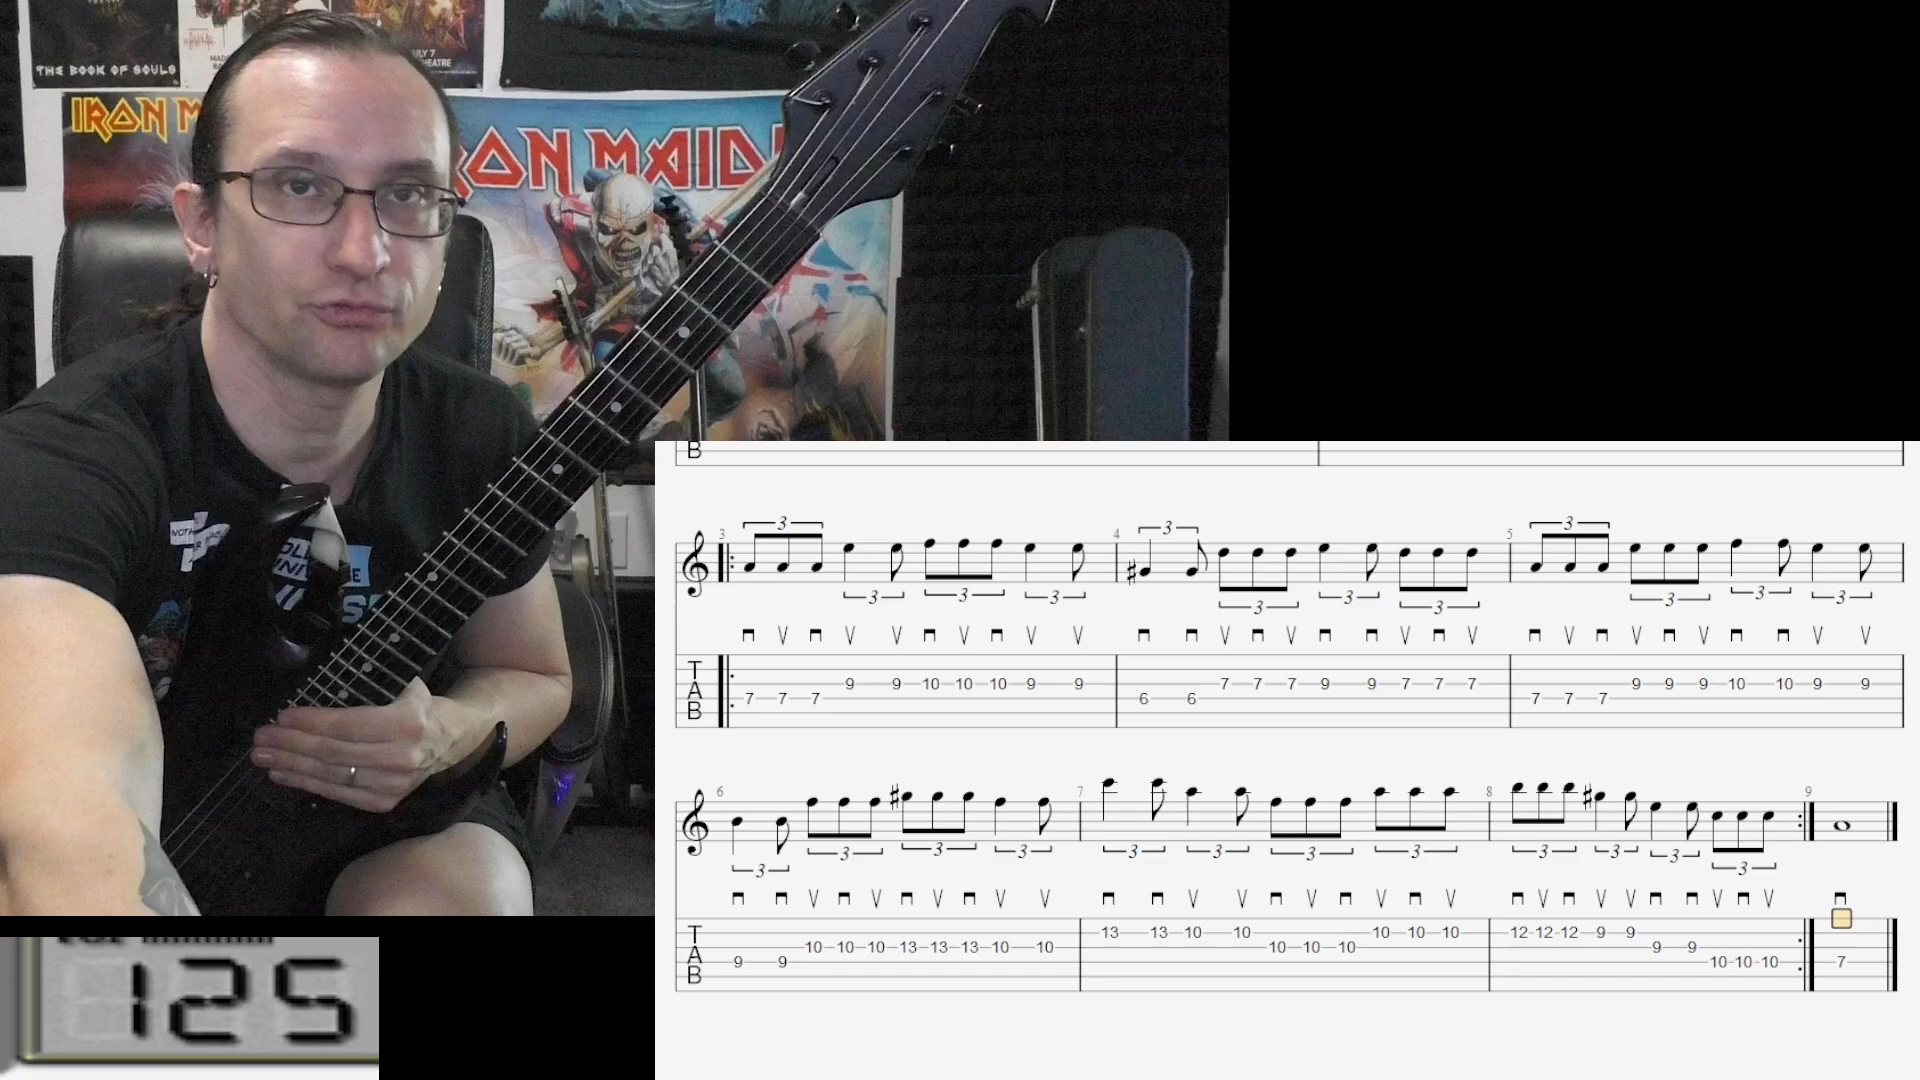 THE BOOK OF SOULS
JULY 7
THEATRE
IRON M
RON MAID
B
3 3 3 3 3
4 3 3 3 3
5 3 3 3 3
T
A
B
7 7 7 9 9 10 10 10 9 9
6 6 7 7 7 9 9 7 7 7
7 7 7 9 9 9 10 10 9 9
6 3 3 3 3
7 3 3 3 3
8 3 3 3 3
9
T
A
B
9 9 10 10 10 13 13 13 10 10
13 13 10 10 10 10 10 10 10 10
12 12 12 9 9 9 9 10 10 10
7
125